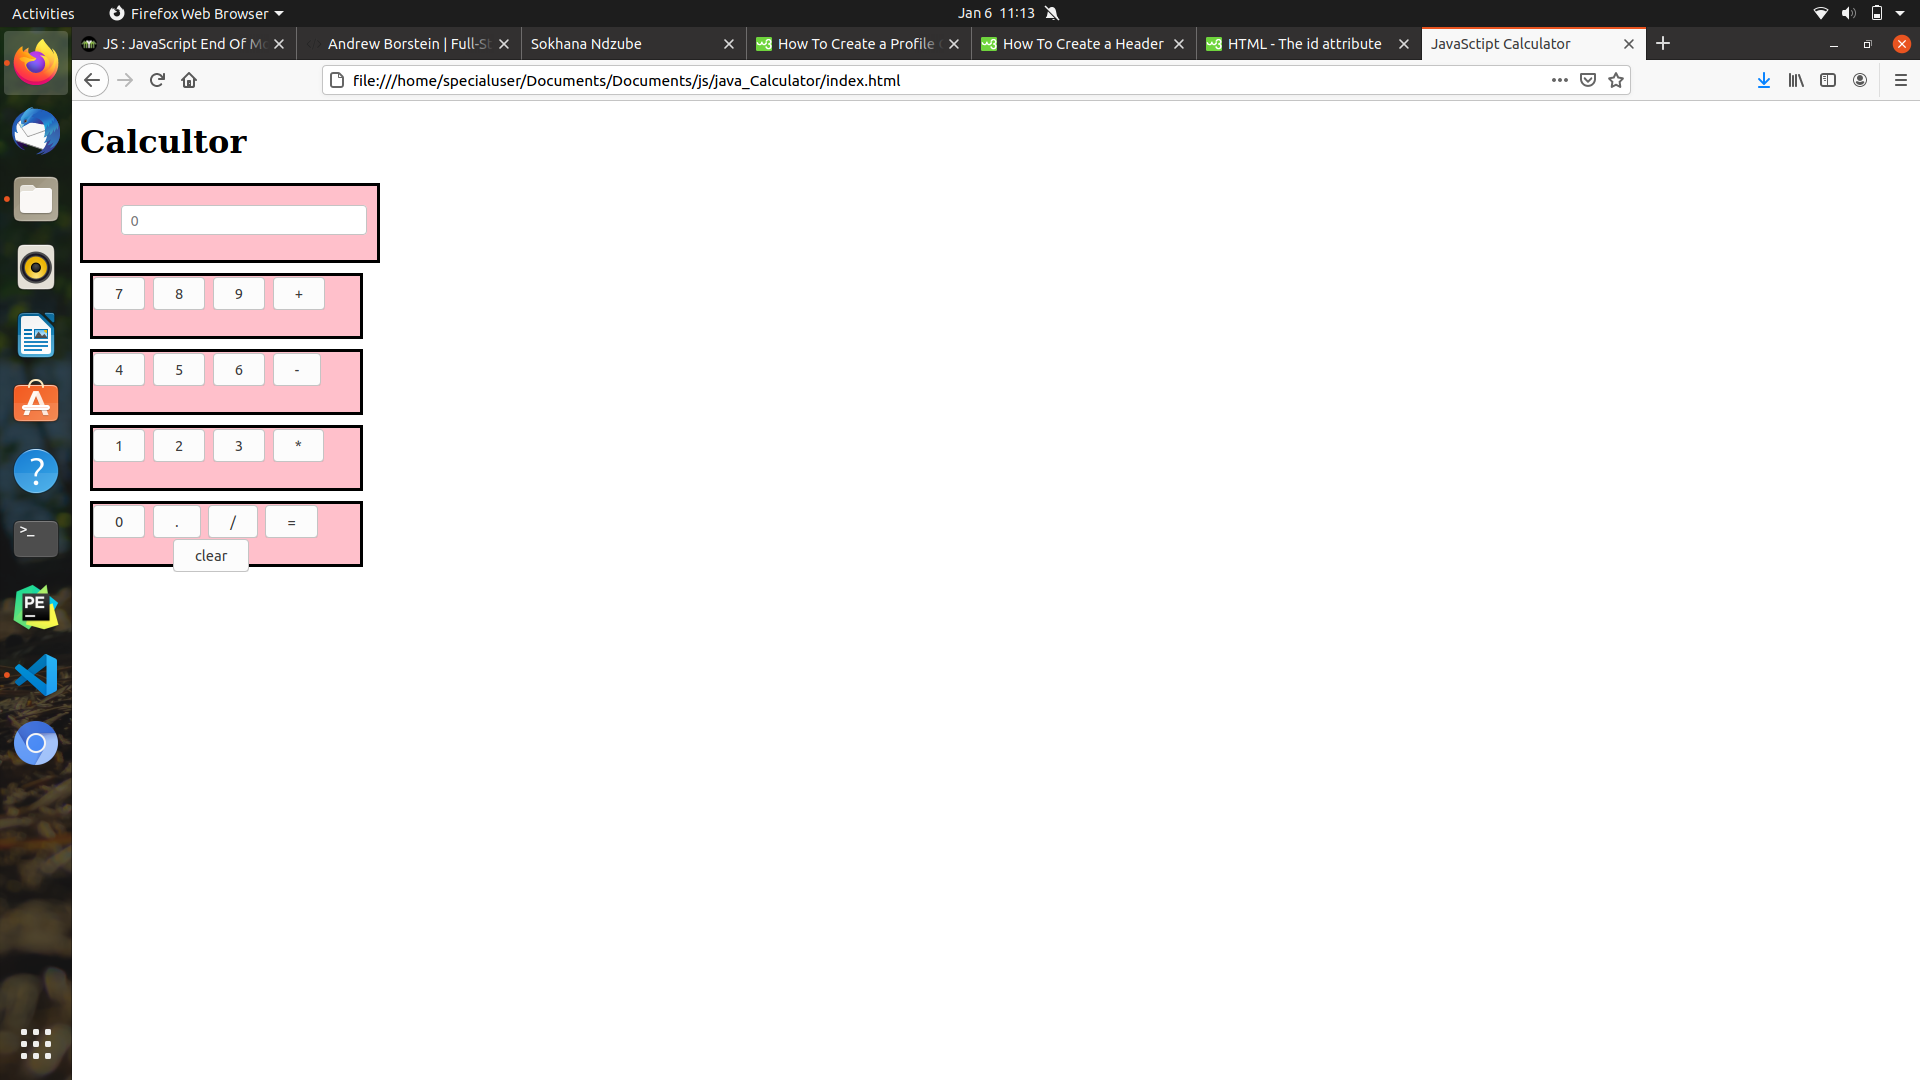 Activities Firefox Web Browser Jan 6 11:13
JS : JavaScript End Of Mo Andrew Borstein | Full-St Sokhana Ndzube How To Create a Profile How To Create a Header HTML - The id attribute JavaSctipt Calculator
file:///home/specialuser/Documents/Documents/js/java_Calculator/index.html
Calcultor
0
7 8 9 +
4 5 6 -
1 2 3 *
0 . / =
clear
>_
PE